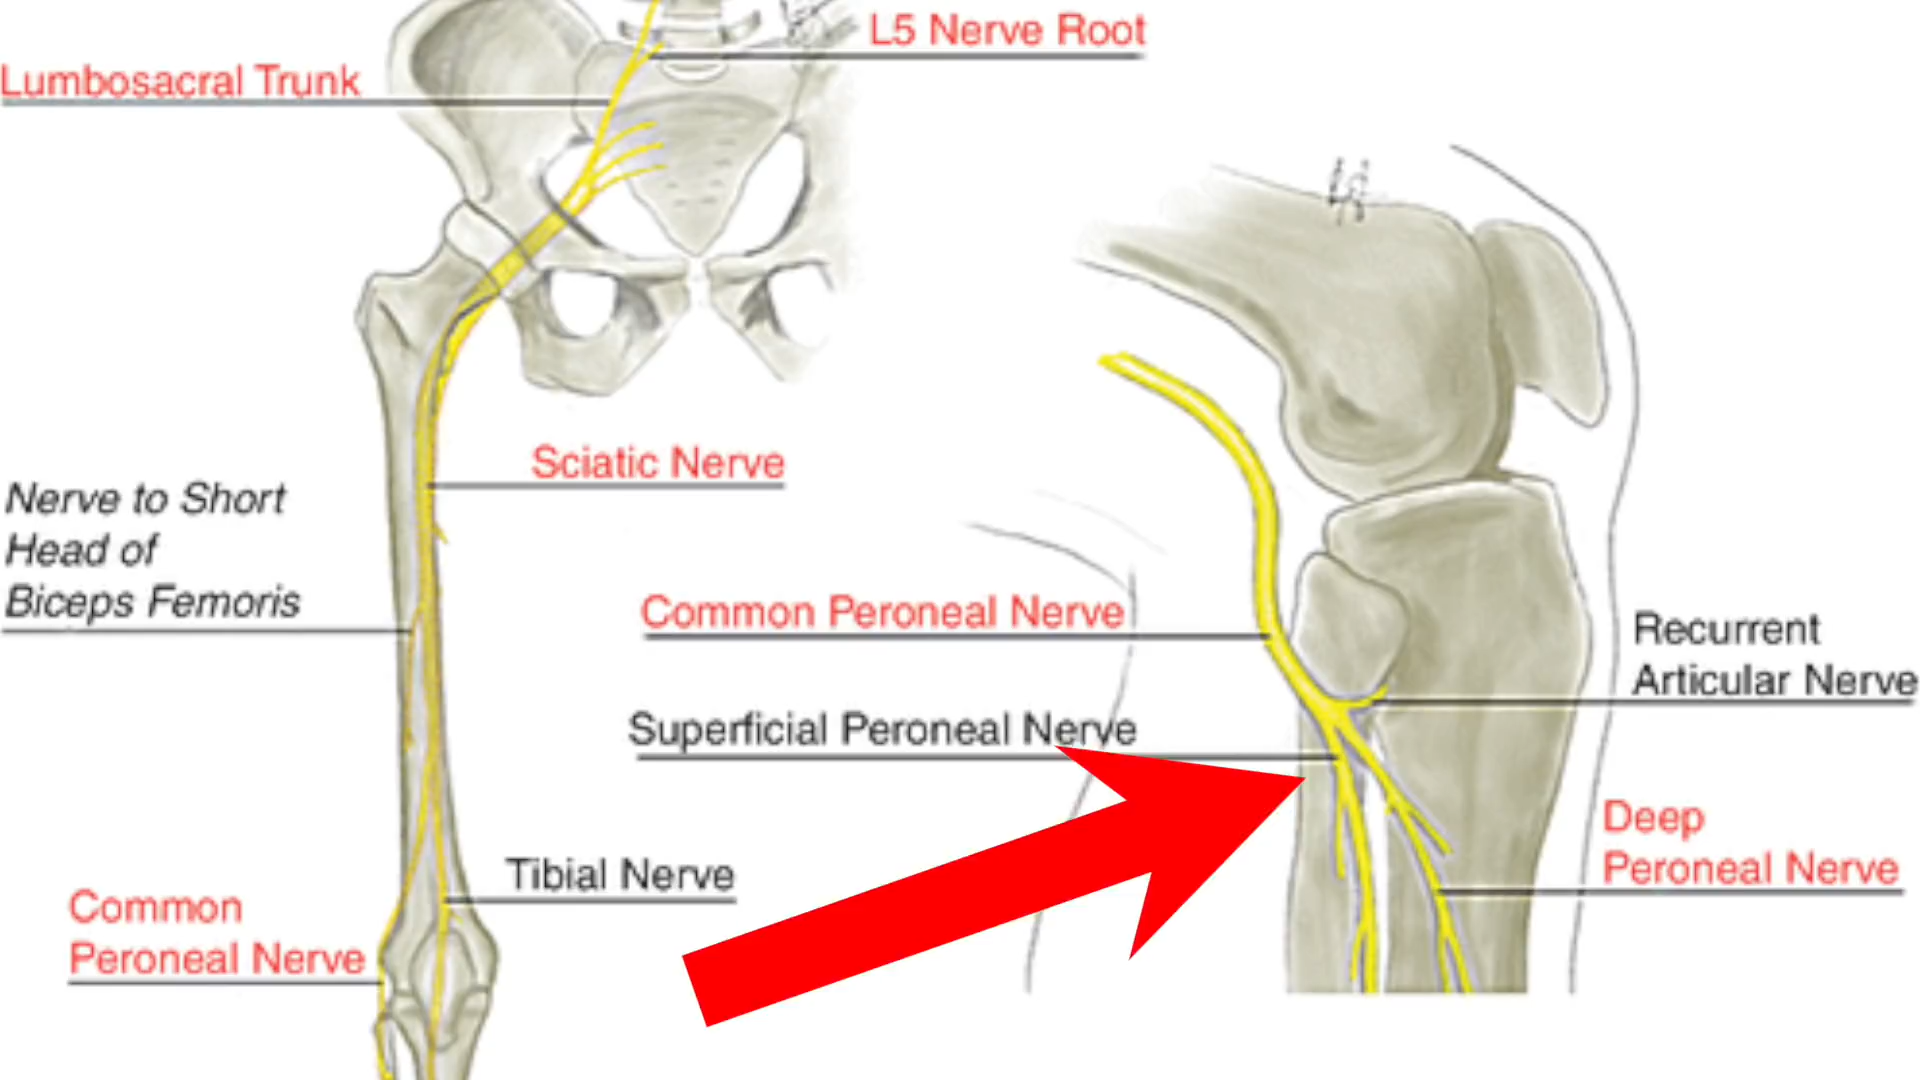 L5 Nerve Root
Lumbosacral Trunk
Sciatic Nerve
Nerve to Short
Head of
Biceps Femoris
Common Peroneal Nerve
Recurrent
Articular Nerve
Superficial Peroneal Nerve
Deep
Peroneal Nerve
Tibial Nerve
Common
Peroneal Nerve